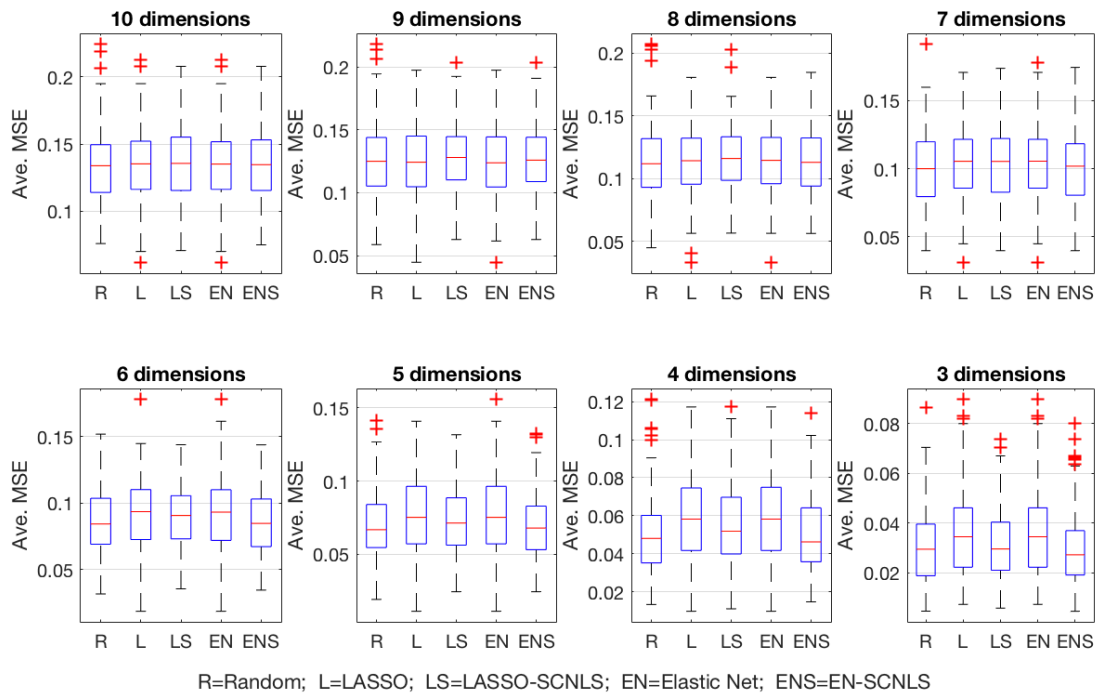 10 dimensions
9 dimensions
8 dimensions
7 dimensions
Ave. MSE
0.2
0.15
0.1
R L LS EN ENS
Ave. MSE
0.2
0.15
0.1
0.05
R L LS EN ENS
Ave. MSE
0.2
0.15
0.1
0.05
R L LS EN ENS
Ave. MSE
0.15
0.1
0.05
R L LS EN ENS
6 dimensions
5 dimensions
4 dimensions
3 dimensions
Ave. MSE
0.15
0.1
0.05
R L LS EN ENS
Ave. MSE
0.15
0.1
0.05
R L LS EN ENS
Ave. MSE
0.12
0.1
0.08
0.06
0.04
0.02
R L LS EN ENS
Ave. MSE
0.08
0.06
0.04
0.02
R L LS EN ENS
R=Random; L=LASSO; LS=LASSO-SCNLS; EN=Elastic Net; ENS=EN-SCNLS